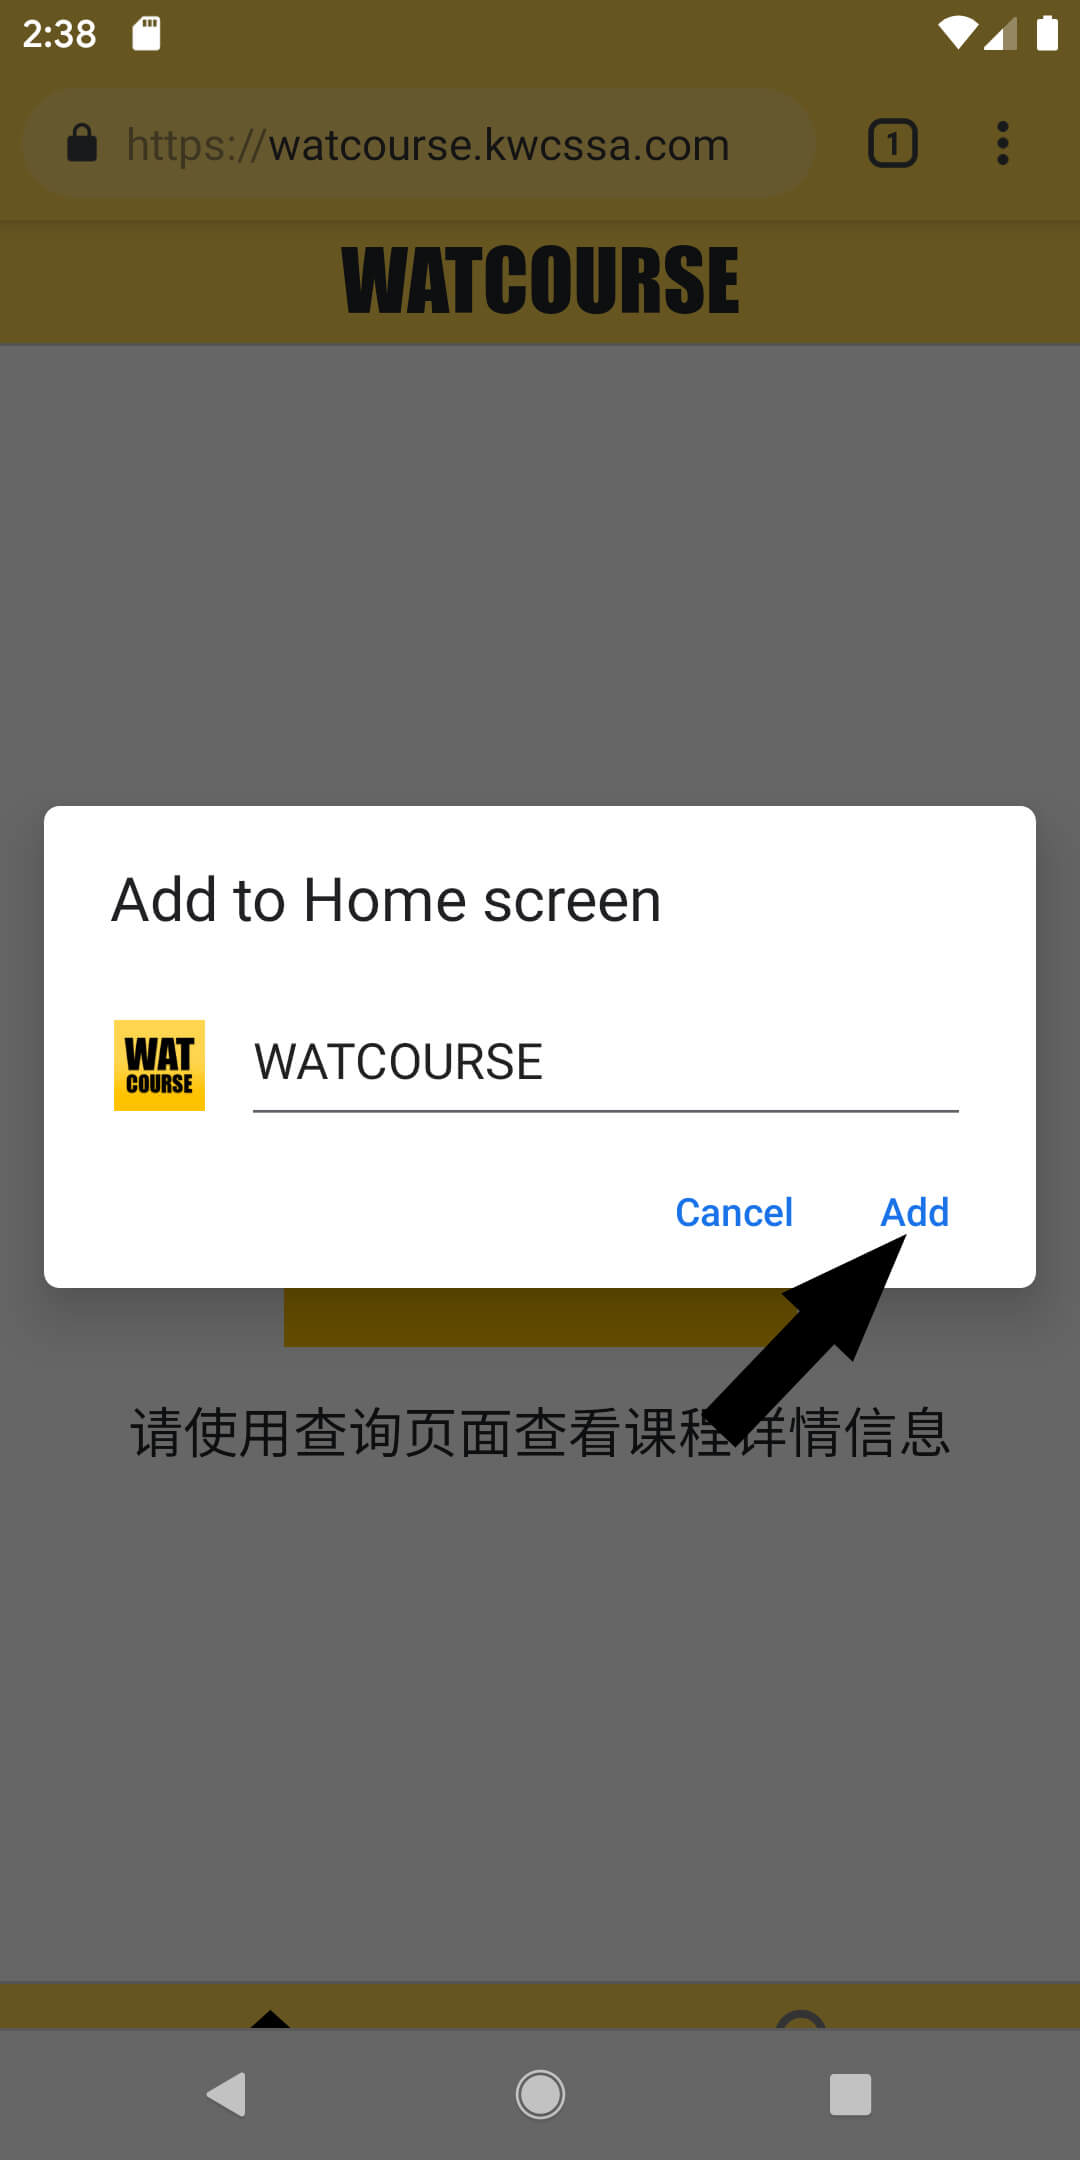 2:38
https://watcourse.kwcssa.com
1
WATCOURSE
Add to Home screen
WAT
COURSE
WATCOURSE
Cancel
Add
请使用查询页面查看课程详情信息